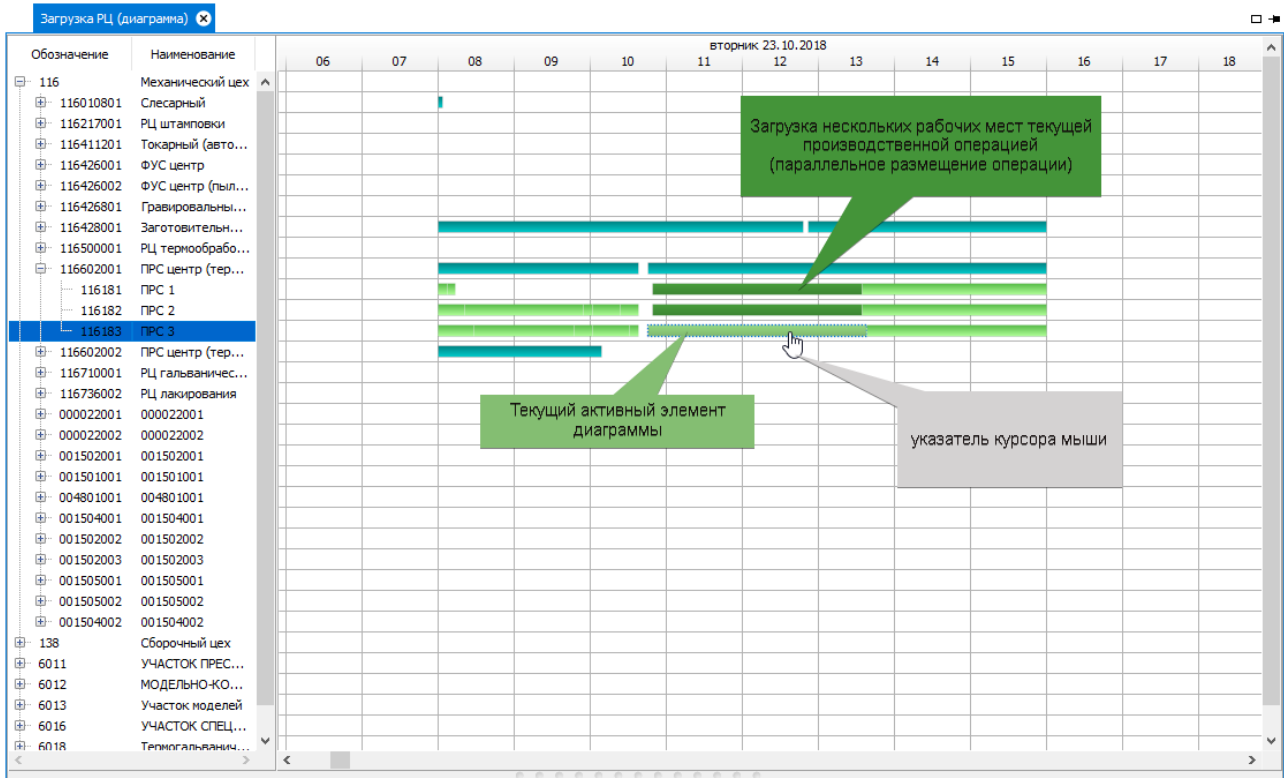 Загрузка РЦ (диаграмма)
Обозначение Наименование
вторник 23.10.2018
06 07 08 09 10 11 12 13 14 15 16 17 18
116 Механический цех
116010801 Слесарный
116217001 РЦ штамповки
116411201 Токарный (авто...
116426001 ФУС центр
116426002 ФУС центр (пыл...
116426801 Гравировальны...
116428001 Заготовительн...
116500001 РЦ термообрабо...
116602001 ПРС центр (тер...
116181 ПРС 1
116182 ПРС 2
116183 ПРС 3
116602002 ПРС центр (тер...
116710001 РЦ гальваничес...
116736002 РЦ лакирования
000022001 000022001
000022002 000022002
001502001 001502001
001501001 001501001
004801001 004801001
001504001 001504001
001502002 001502002
001502003 001502003
001505001 001505001
001505002 001505002
001504002 001504002
138 Сборочный цех
6011 УЧАСТОК ПРЕС...
6012 МОДЕЛЬНО-КО...
6013 Участок моделей
6016 УЧАСТОК СПЕЦ...
6018 Термогальванич...
Загрузка нескольких рабочих мест текущей
производственной операцией
(параллельное размещение операции)
Текущий активный элемент
диаграммы
указатель курсора мыши